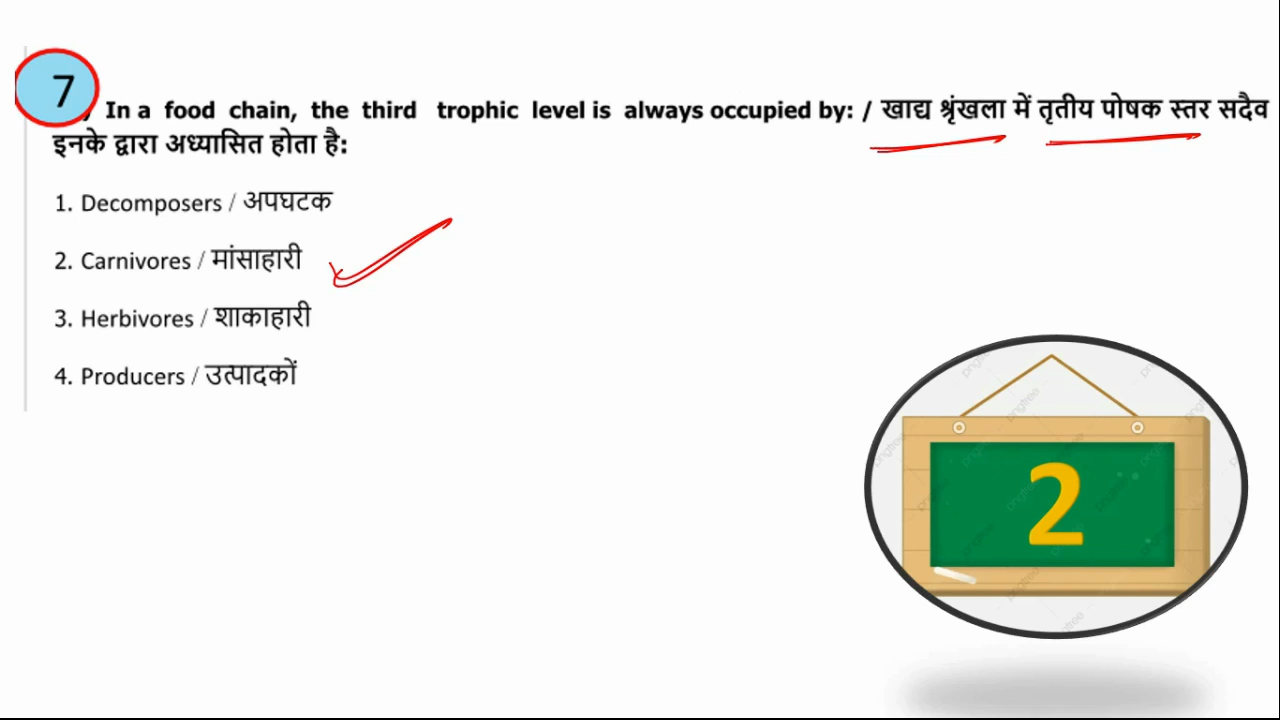 7
In a food chain, the third trophic level is always occupied by: / खाद्य श्रृंखला में तृतीय पोषक स्तर सदैव
इनके द्वारा अध्यासित होता है:
1. Decomposers / अपघटक
2. Carnivores / मांसाहारी
3. Herbivores / शाकाहारी
4. Producers / उत्पादकों
2